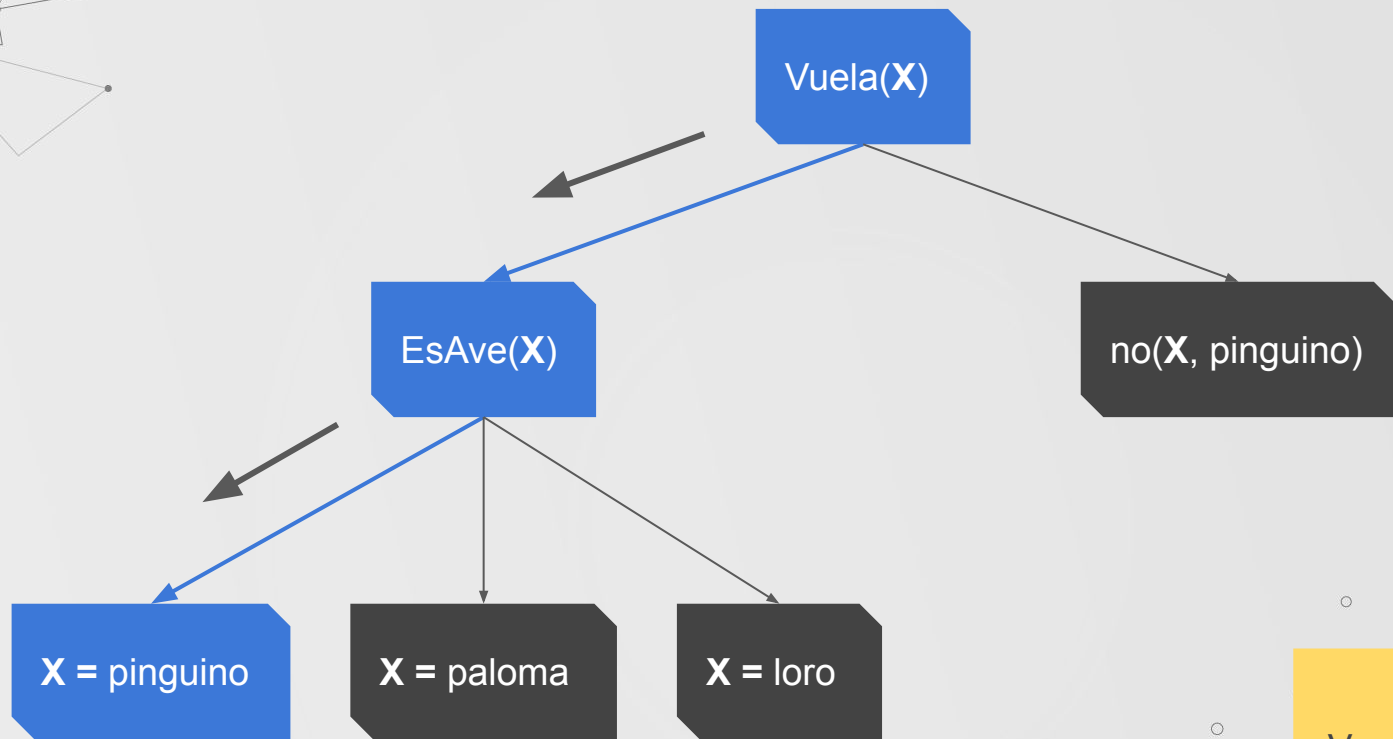 Vuela(X)
EsAve(X)
no(X, pinguino)
X = pinguino
X = paloma
X = loro